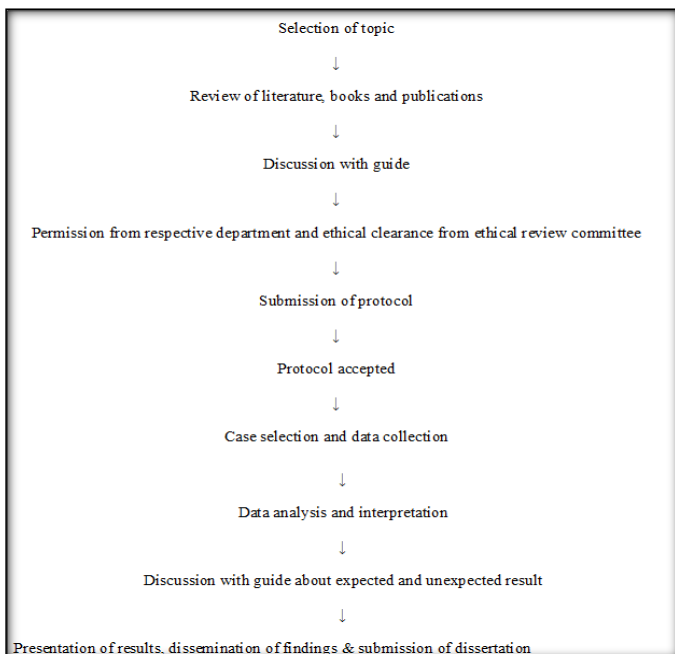 Selection of topic
↓
Review of literature, books and publications
↓
Discussion with guide
↓
Permission from respective department and ethical clearance from ethical review committee
↓
Submission of protocol
↓
Protocol accepted
↓
Case selection and data collection
↓
Data analysis and interpretation
↓
Discussion with guide about expected and unexpected result
↓
Presentation of results, dissemination of findings & submission of dissertation